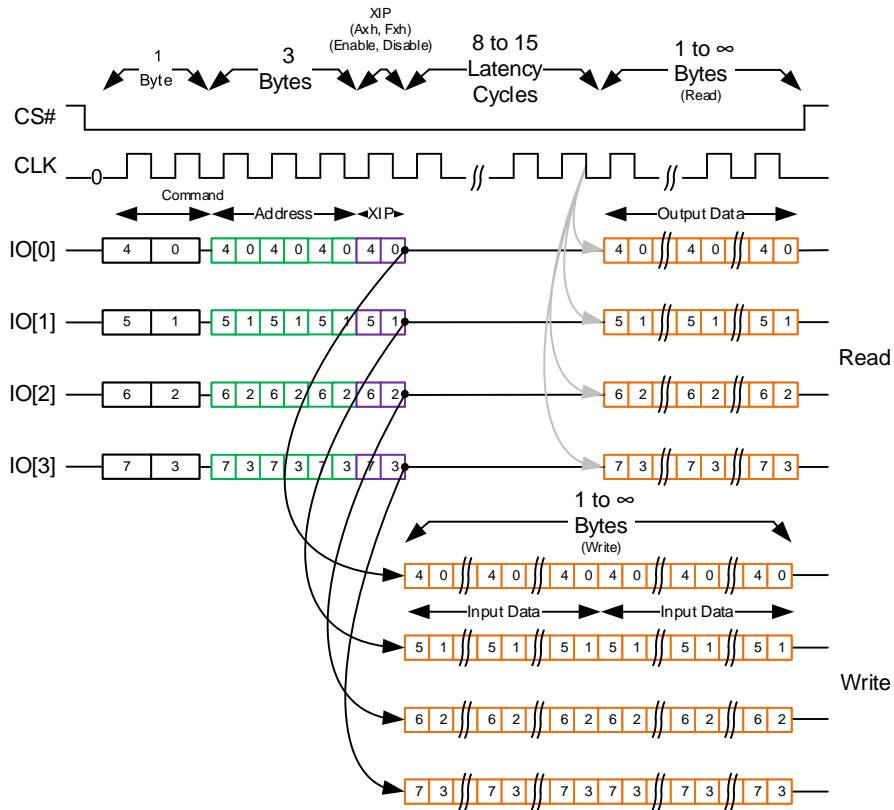 XIP
(Axh, Fxh)
(Enable, Disable)
1
Byte
3
Bytes
8 to 15
Latency
Cycles
1 to ∞
Bytes
(Read)
CS#
CLK
0
Command
Address
XIP
Output Data
IO[0] 4 0 4 0 4 0 4 0 4 0 4 0 4 0 4 0
IO[1] 5 1 5 1 5 1 5 1 5 1 5 1 5 1 5 1
Read
IO[2] 6 2 6 2 6 2 6 2 6 2 6 2 6 2 6 2
IO[3] 7 3 7 3 7 3 7 3 7 3 7 3 7 3 7 3
1 to ∞
Bytes
(Write)
4 0 4 0 4 0 4 0 4 0 4 0
Input Data Input Data
5 1 5 1 5 1 5 1 5 1 5 1
Write
6 2 6 2 6 2 6 2 6 2 6 2
7 3 7 3 7 3 7 3 7 3 7 3